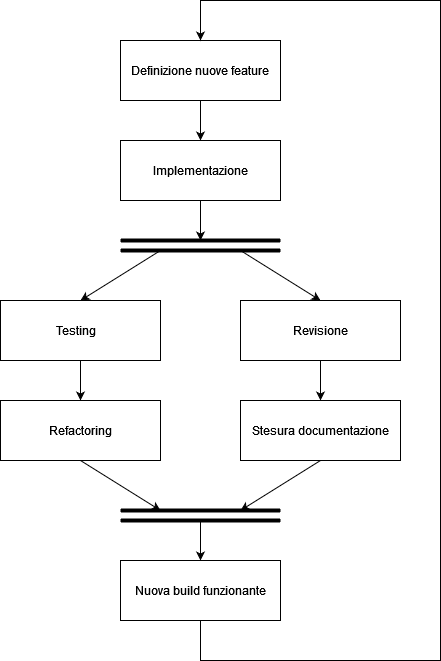 Definizione nuove feature
Implementazione
Testing
Revisione
Refactoring
Stesura documentazione
Nuova build funzionante